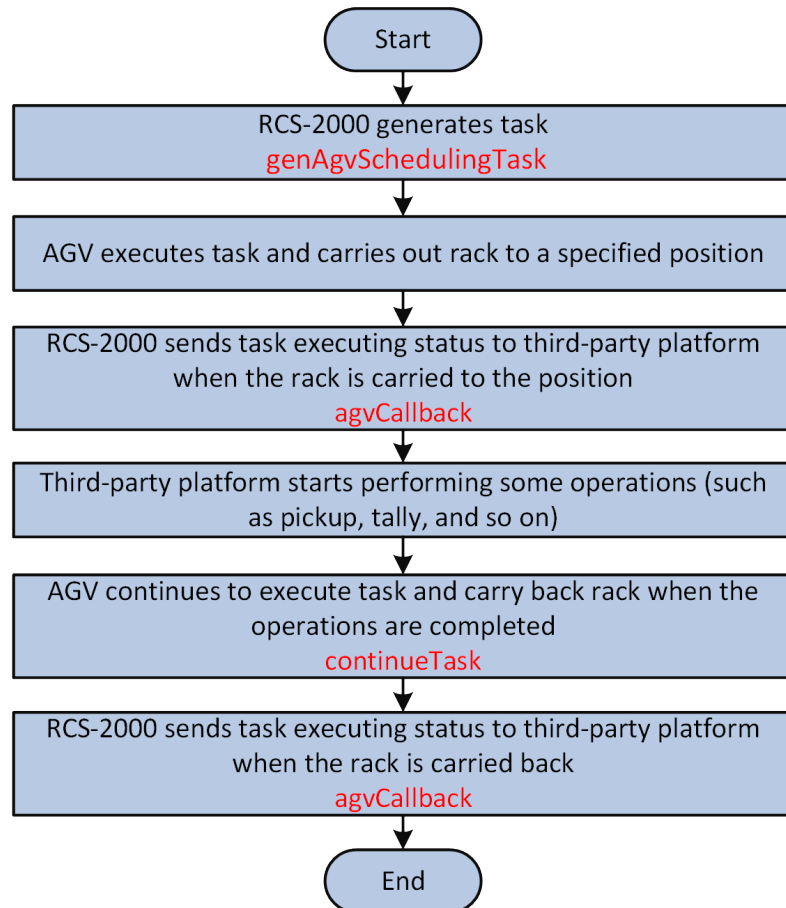 Start
RCS-2000 generates task
genAgvSchedulingTask
AGV executes task and carries out rack to a specified position
RCS-2000 sends task executing status to third-party platform
when the rack is carried to the position
agvCallback
Third-party platform starts performing some operations (such
as pickup, tally, and so on)
AGV continues to execute task and carry back rack when the
operations are completed
continueTask
RCS-2000 sends task executing status to third-party platform
when the rack is carried back
agvCallback
End